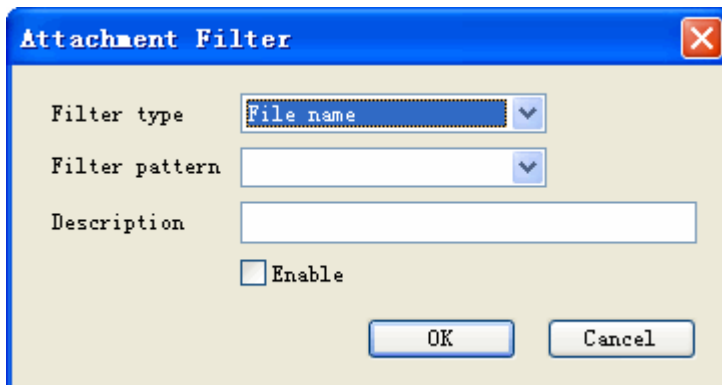 Attachment Filter
Filter type File name
Filter pattern
Description
Enable
OK Cancel